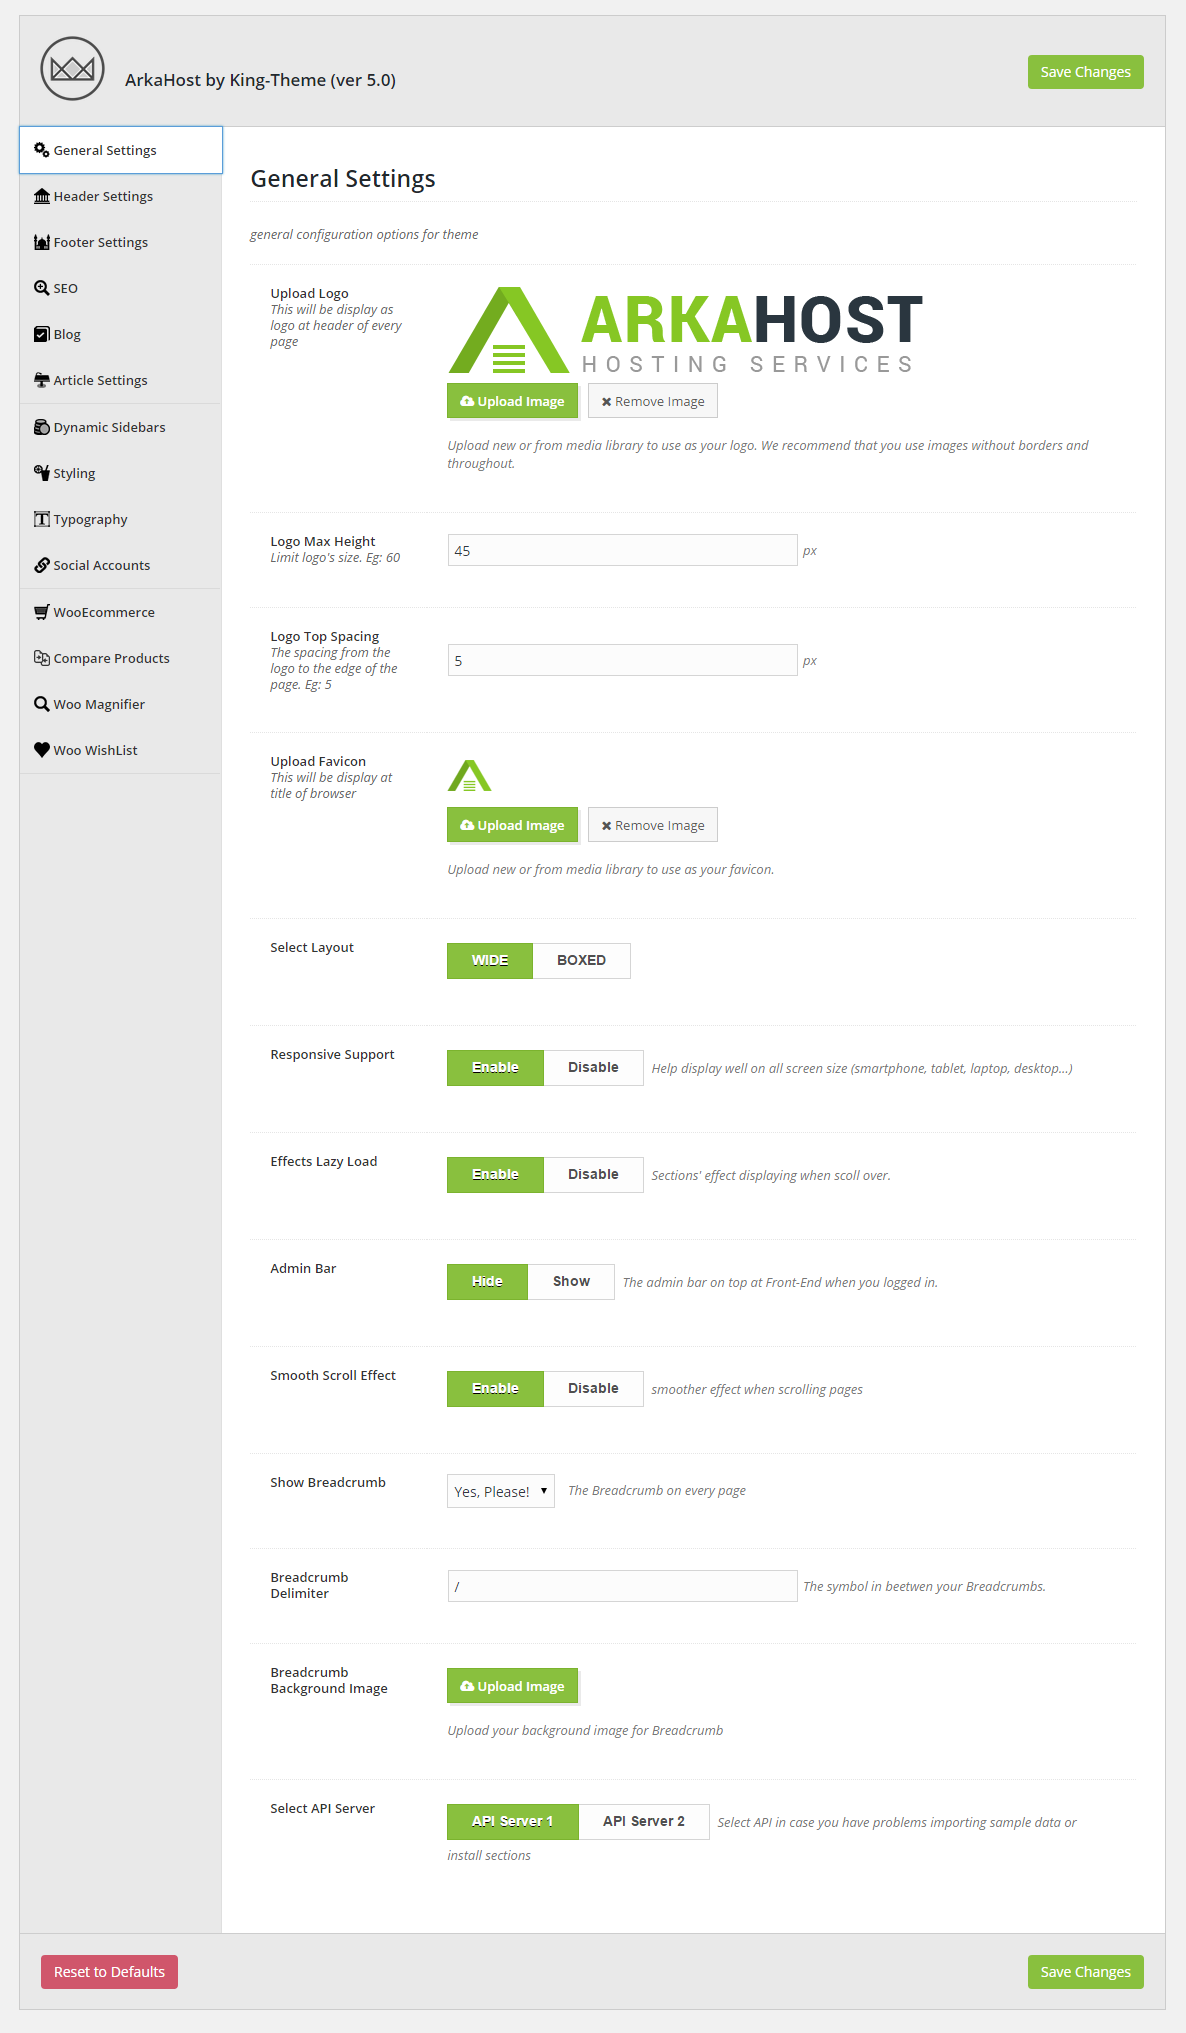 ArkaHost by King-Theme (ver 5.0)
Save Changes
General Settings
Header Settings
Footer Settings
SEO
Blog
Article Settings
Dynamic Sidebars
Styling
Typography
Social Accounts
WooEcommerce
Compare Products
Woo Magnifier
Woo WishList
General Settings
general configuration options for theme
Upload Logo
This will be display as
logo at header of every
page
ARKAHOST
HOSTING SERVICES
Upload Image
Remove Image
Upload new or from media library to use as your logo. We recommend that you use images without borders and
throughout.
Logo Max Height
Limit logo's size. Eg: 60
45 px
Logo Top Spacing
The spacing from the
logo to the edge of the
page. Eg: 5
5 px
Upload Favicon
This will be display at
title of browser
Upload Image
Remove Image
Upload new or from media library to use as your favicon.
Select Layout
WIDE BOXED
Responsive Support
Enable Disable Help display well on all screen size (smartphone, tablet, laptop, desktop...)
Effects Lazy Load
Enable Disable Sections' effect displaying when scoll over.
Admin Bar
Hide Show The admin bar on top at Front-End when you logged in.
Smooth Scroll Effect
Enable Disable smoother effect when scrolling pages
Show Breadcrumb
Yes, Please! The Breadcrumb on every page
Breadcrumb
Delimiter
/ The symbol in beetwen your Breadcrumbs.
Breadcrumb
Background Image
Upload Image
Upload your background image for Breadcrumb
Select API Server
API Server 1 API Server 2 Select API in case you have problems importing sample data or
install sections
Reset to Defaults
Save Changes